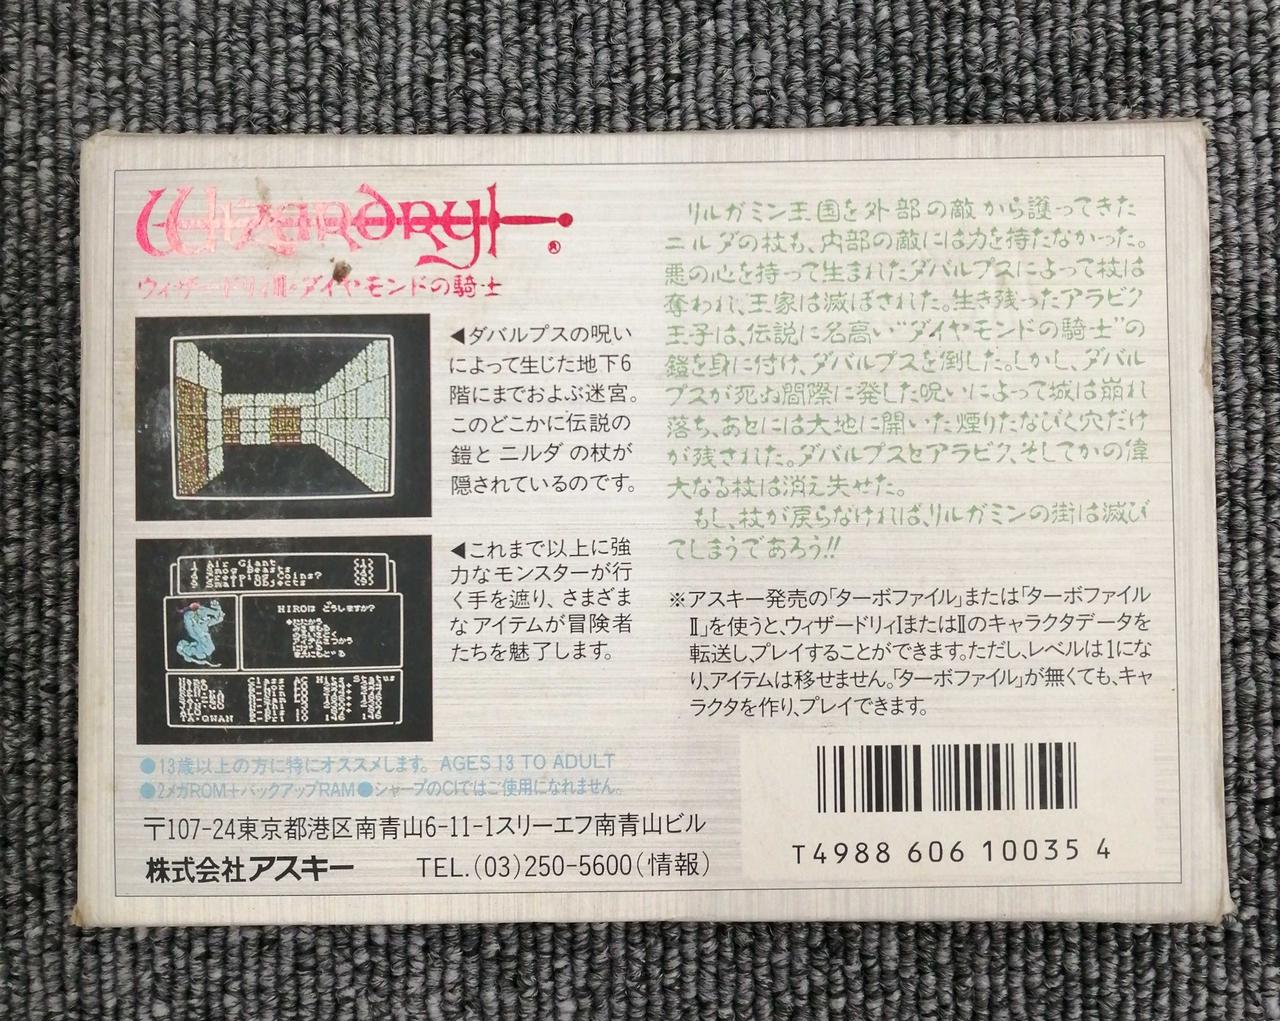 Wizardry
®
ウィザードリィIII・ダイヤモンドの騎士
◀ダバルプスの呪い
によって生じた地下6
階にまでおよぶ迷宮。
このどこかに伝説の
鎧と ニルダ の杖が
隠されているのです。
1 Air Giant
HIROは どうしますか?
Name Class AC Hits Status
◀これまで以上に強
力なモンスターが行
く手を遮り、さまざま
なアイテムが冒険者
たちを魅了します。
リルガミン王国を外部の敵から護ってきた
ニルダの杖も、内部の敵には力を待たなかった。
悪の心を持って生まれたダバルプスによって杖は
奪われ、王家は滅ぼされた。生き残ったアラビク
王子は、伝説に名高い“ダイヤモンドの騎士”の
鎧を身に付け、ダバルプスを倒した。しかし、ダバル
プスが死ぬ間際に発した呪いによって城は崩れ
落ち、あとには大地に開いた煙りたなびく穴だけ
が残された。ダバルプスとアラビク、そしてかの偉
大なる杖は消え失せた。
もし、杖が戻らなければ、リルガミンの街は滅び
てしまうであろう!!
※アスキー発売の「ターボファイル」または「ターボファイル
II」を使うと、ウィザードリィIまたはIIのキャラクタデータを
転送し、プレイすることができます。ただし、レベルは1にな
り、アイテムは移せません。「ターボファイル」が無くても、キャ
ラクタを作り、プレイできます。
●13歳以上の方に特にオススメします。 AGES 13 TO ADULT
●2メガROM+バックアップRAM●シャープのC1ではご使用になれません。
〒107-24東京都港区南青山6-11-1スリーエフ南青山ビル
株式会社アスキー TEL.(03)250-5600(情報)
T4988 606 10035 4